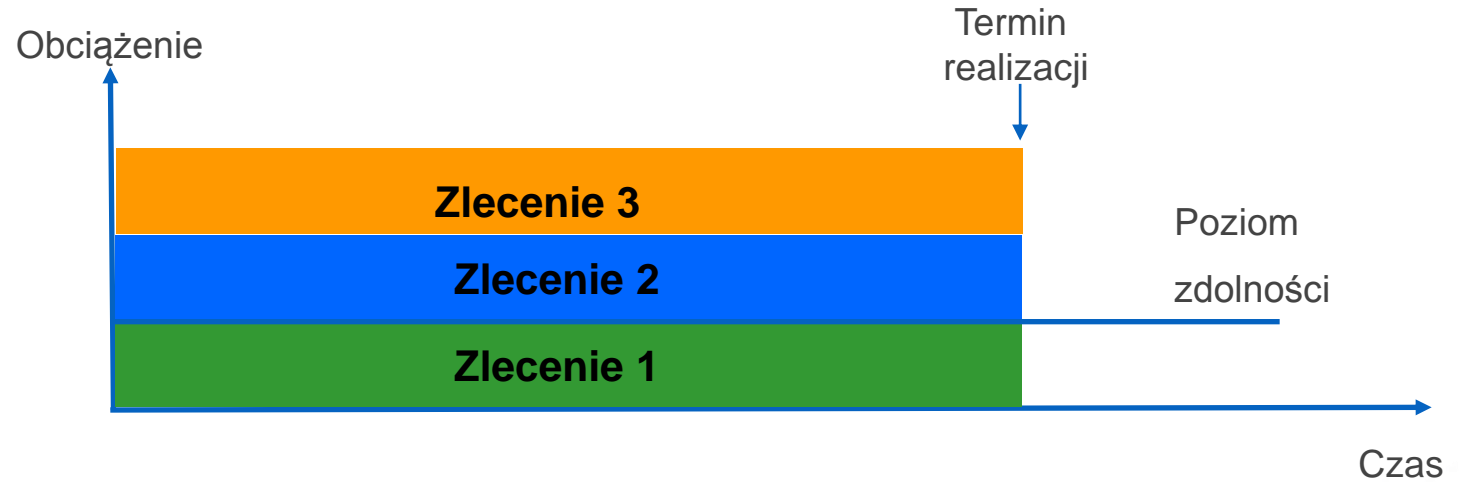 Obciążenie
Termin
realizacji
Zlecenie 3
Poziom
Zlecenie 2
zdolności
Zlecenie 1
Czas